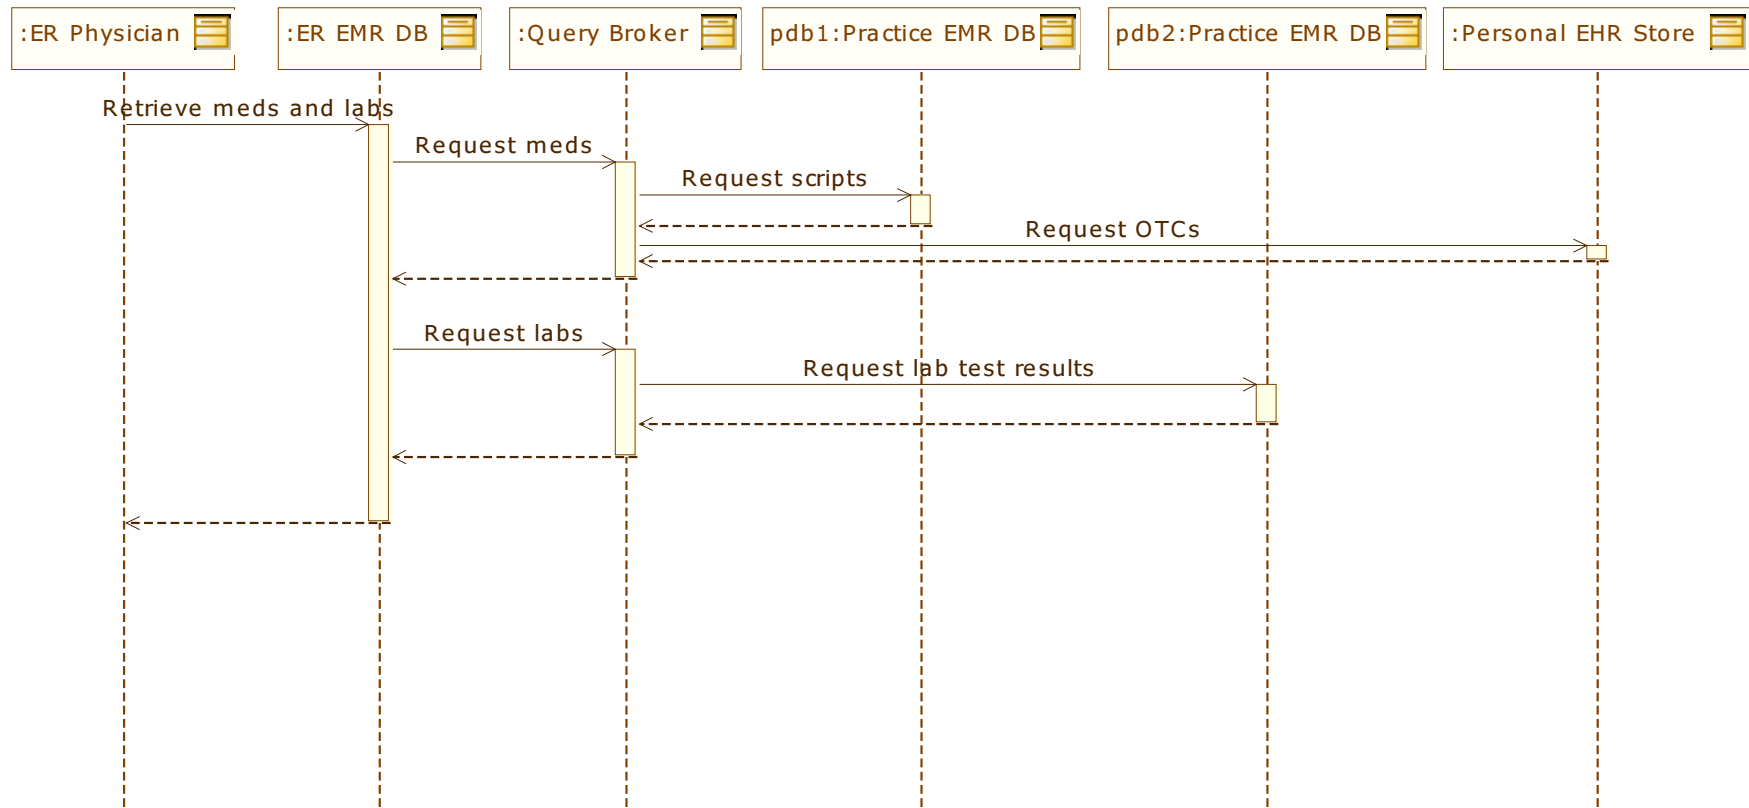 :ER Physician
:ER EMR DB
:Query Broker
pdb1:Practice EMR DB
pdb2:Practice EMR DB
:Personal EHR Store
Retrieve meds and labs
Request meds
Request scripts
Request OTCs
Request labs
Request lab test results